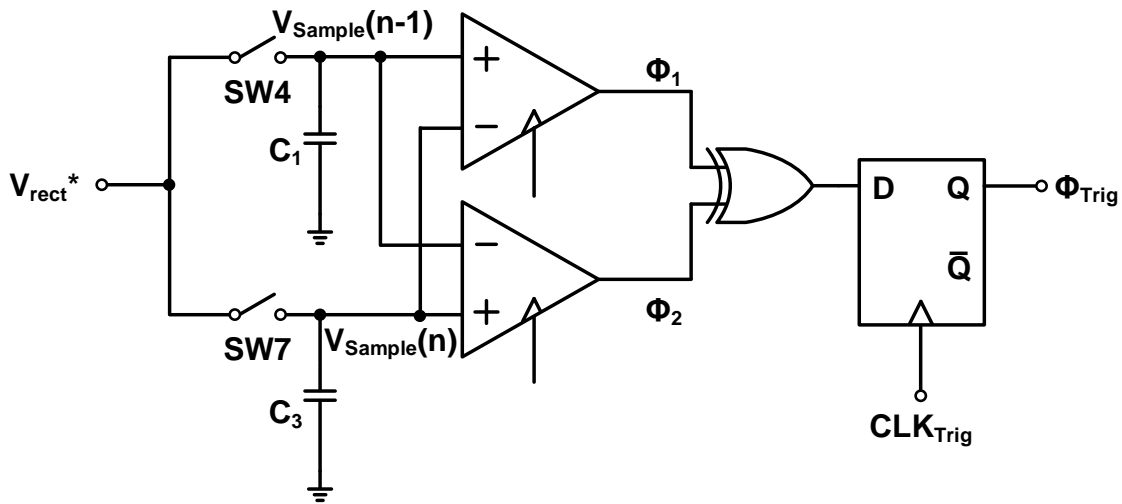 V_Sample(n-1)
SW4
C₁
V_rect*
+
−
−
+
Φ₁
Φ₂
D Q
Q̅
Φ_Trig
SW7
V_Sample(n)
C₃
CLK_Trig